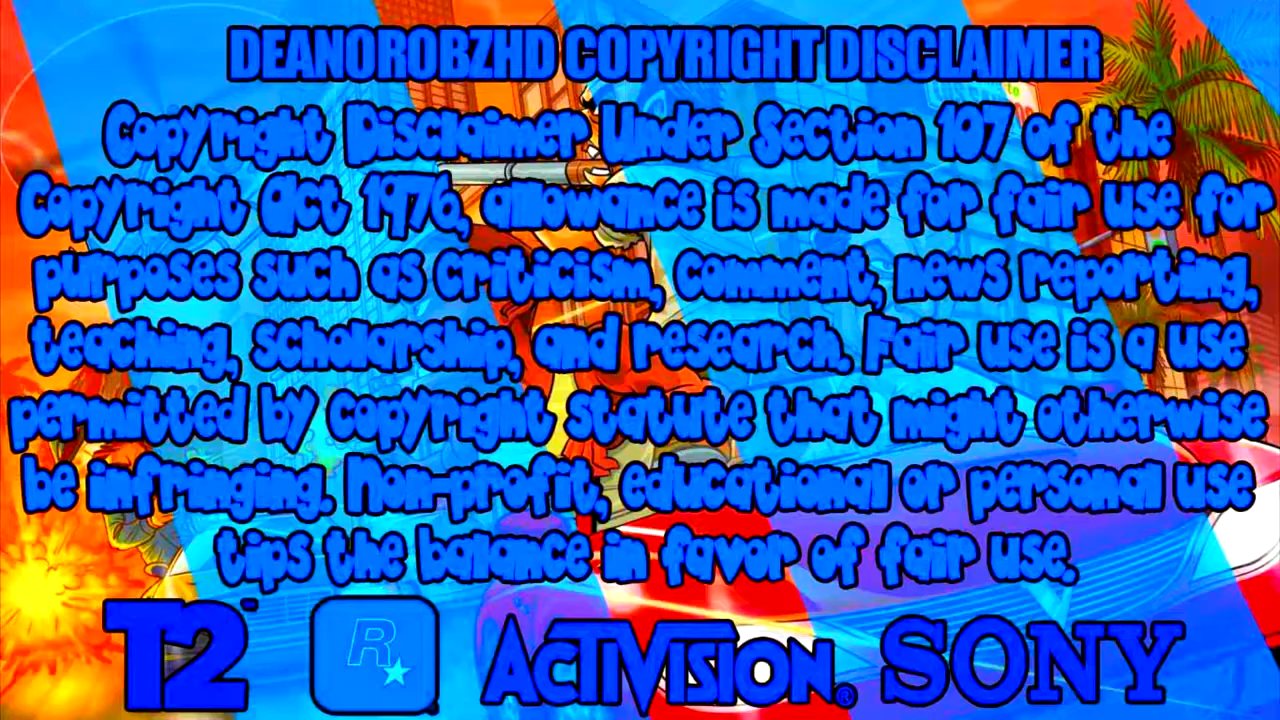 DEANOROBZHD COPYRIGHT DISCLAIMER
Copyright Disclaimer Under Section 107 of the
Copyright Act 1976, allowance is made for fair use for
purposes such as criticism, comment, news reporting,
teaching, scholarship, and research. Fair use is a use
permitted by copyright statute that might otherwise
be infringing. Non-profit, educational or personal use
tips the balance in favor of fair use.
T2 R ACTIVISION® SONY